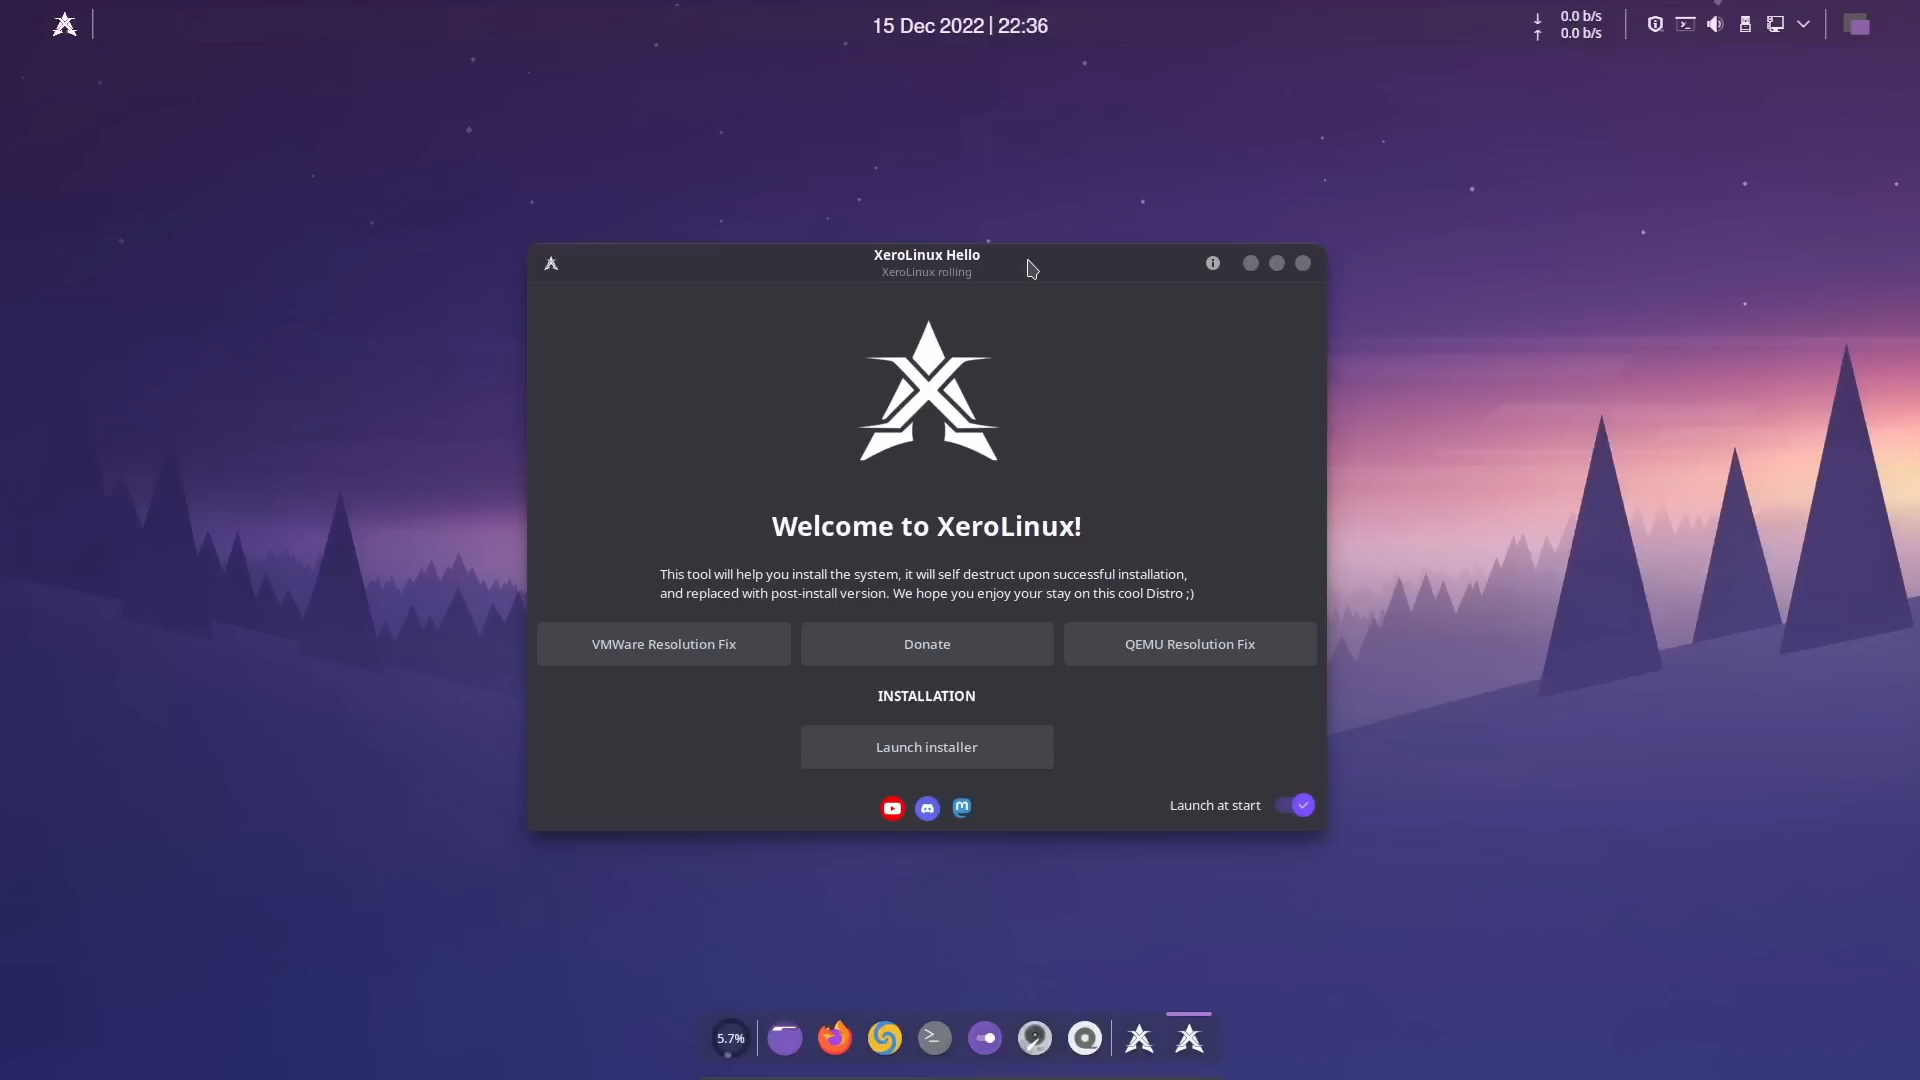 15 Dec 2022 | 22:36
0.0 b/s
0.0 b/s
XeroLinux Hello
XeroLinux rolling
Welcome to XeroLinux!
This tool will help you install the system, it will self destruct upon successful installation,
and replaced with post-install version. We hope you enjoy your stay on this cool Distro ;)
VMWare Resolution Fix
Donate
QEMU Resolution Fix
INSTALLATION
Launch installer
Launch at start
5.7%